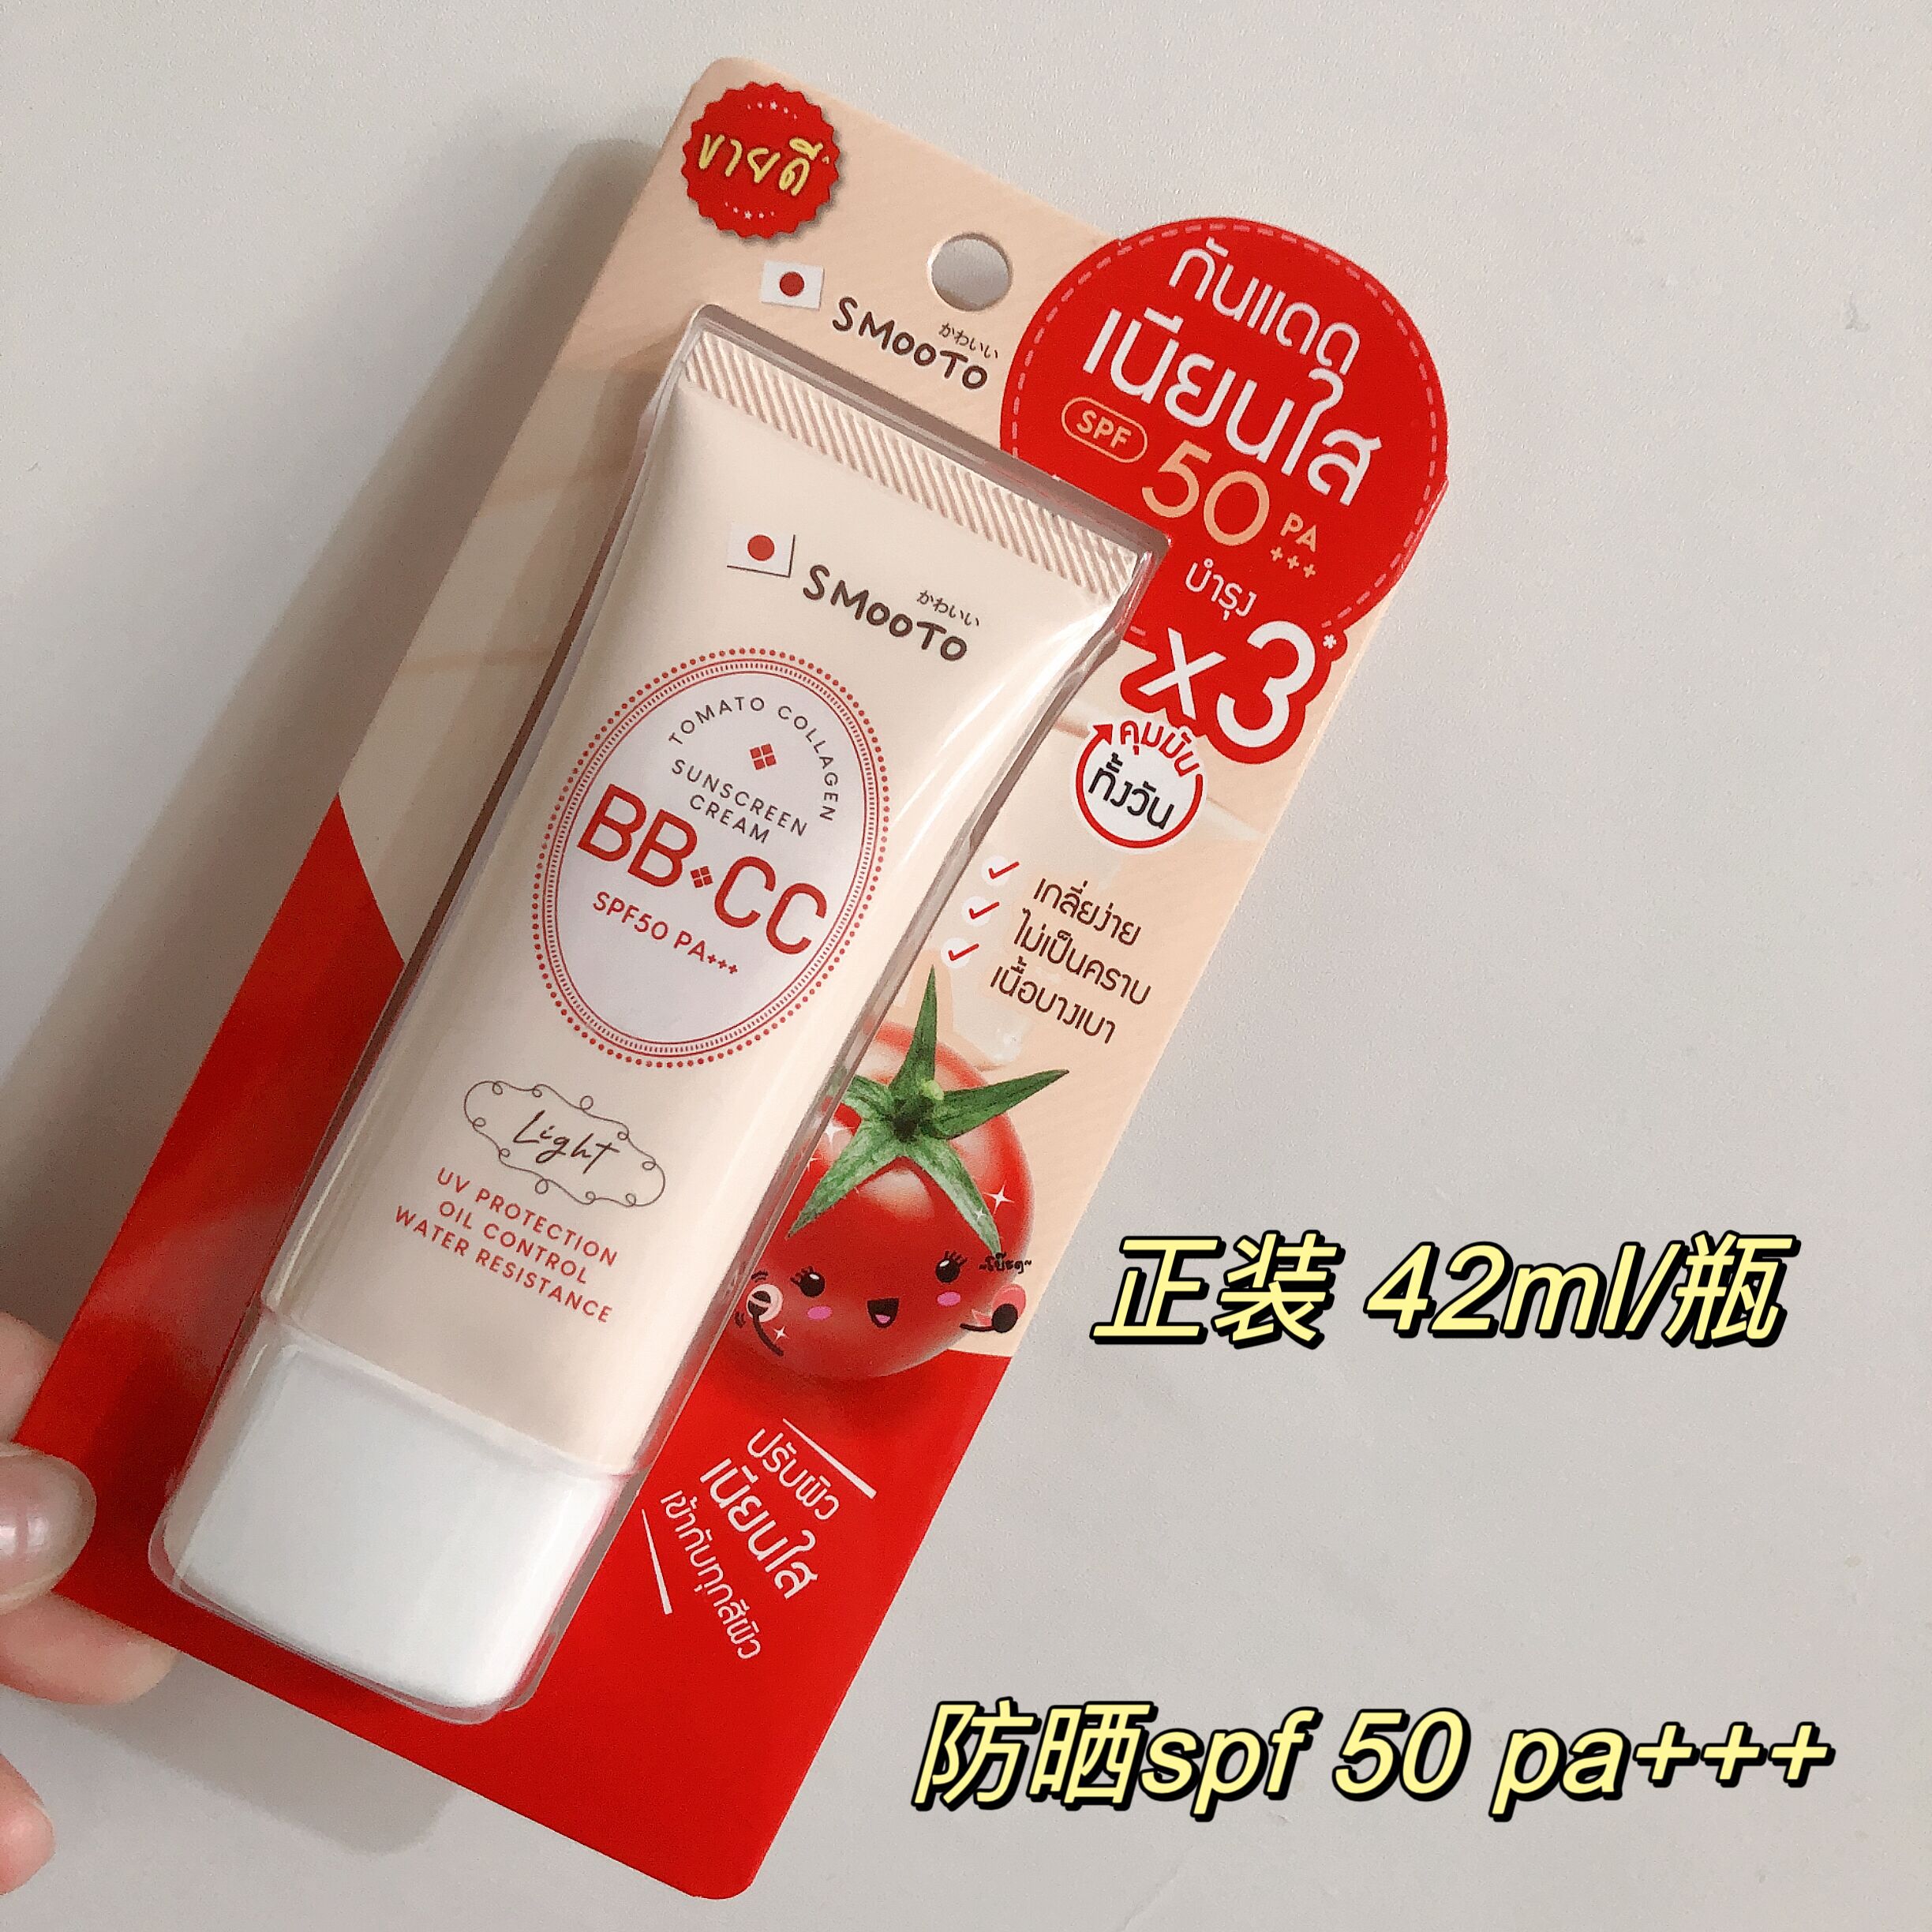 ขายดี
かわいい
SMOOTO
กันแดด
เนียนใส
SPF 50 PA+++
บำรุง
x3*
คุมมัน
ทั้งวัน
เกลี่ยง่าย
ไม่เป็นคราบ
เนื้อบางเบา
かわいい
SMOOTO
TOMATO COLLAGEN
SUNSCREEN
CREAM
BB CC
SPF50 PA+++
Light
UV PROTECTION
OIL CONTROL
WATER RESISTANCE
ปรับผิว
เนียนใส
เข้ากับทุกสีผิว
正装 42ml/瓶
防晒spf 50 pa+++